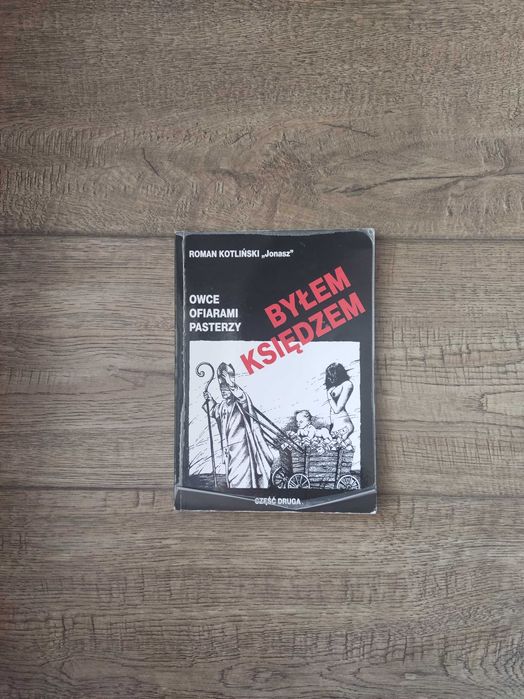 ROMAN KOTLIŃSKI „Jonasz"
OWCE
OFIARAMI
PASTERZY
BYŁEM
KSIĘDZEM
CZĘŚĆ DRUGA